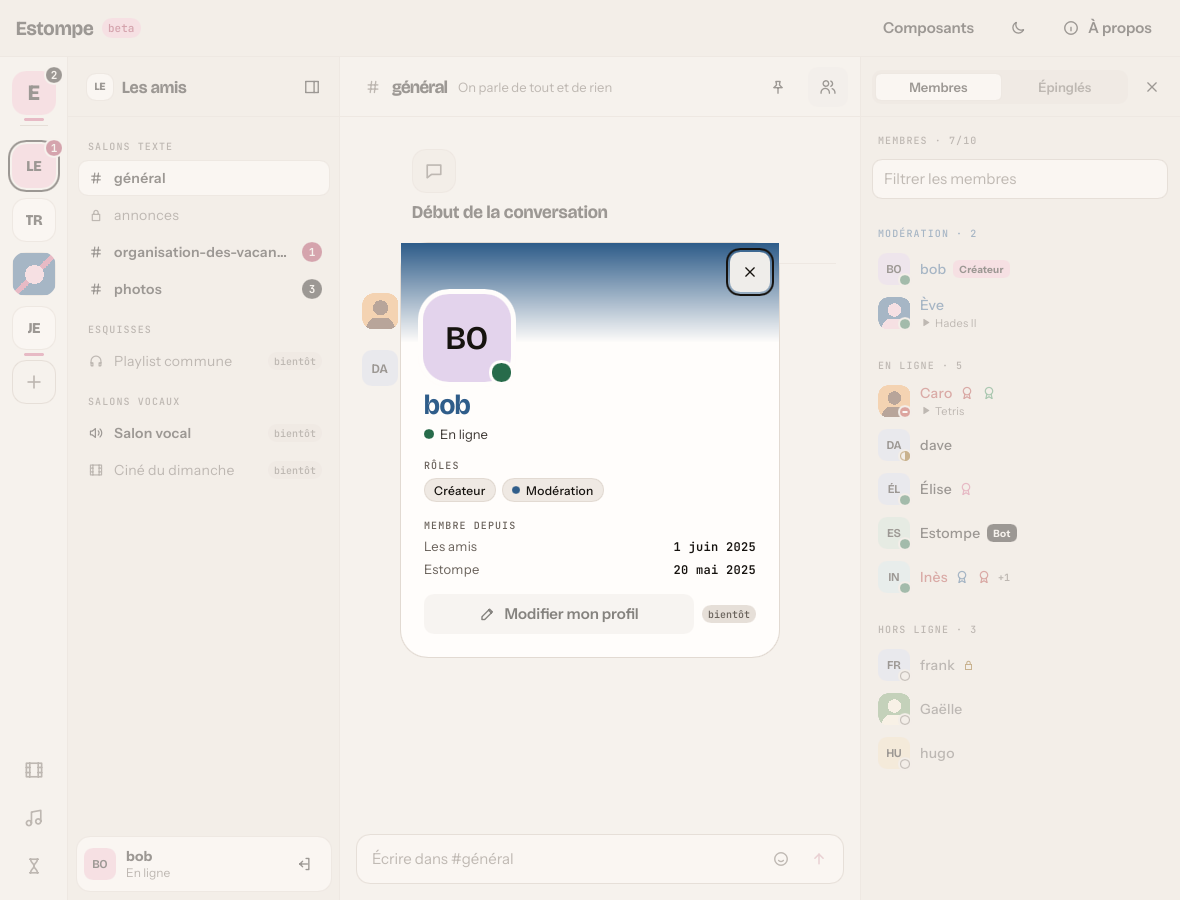 Estompe beta
Composants
À propos
E
2
LE
1
TR
JE
LE Les amis
SALONS TEXTE
# général
annonces
# organisation-des-vacan... 1
# photos 3
ESQUISSES
Playlist commune bientôt
SALONS VOCAUX
Salon vocal bientôt
Ciné du dimanche bientôt
BO
bob
En ligne
# général On parle de tout et de rien
Début de la conversation
DA
BO
bob
En ligne
RÔLES
Créateur
Modération
MEMBRE DEPUIS
Les amis 1 juin 2025
Estompe 20 mai 2025
Modifier mon profil bientôt
Écrire dans #général
Membres
Épinglés
MEMBRES · 7/10
Filtrer les membres
MODÉRATION · 2
BO bob Créateur
Ève
Hades II
EN LIGNE · 5
Caro
Tetris
DA dave
ÉL Élise
ES Estompe Bot
IN Inès +1
HORS LIGNE · 3
FR frank
Gaëlle
HU hugo